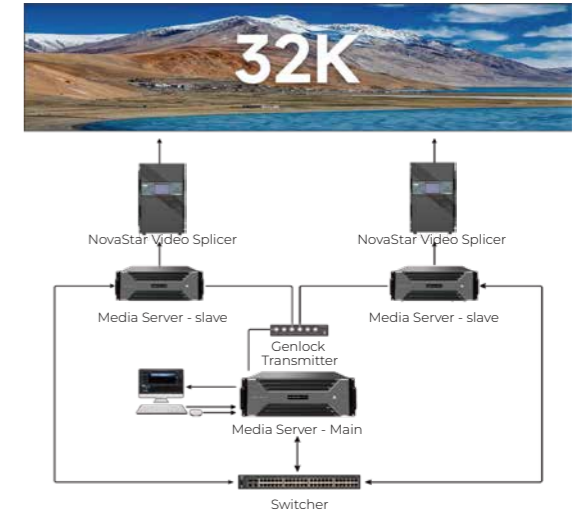 32K
NovaStar Video Splicer
NovaStar Video Splicer
Media Server - slave
Media Server - slave
Genlock
Transmitter
Media Server - Main
Switcher